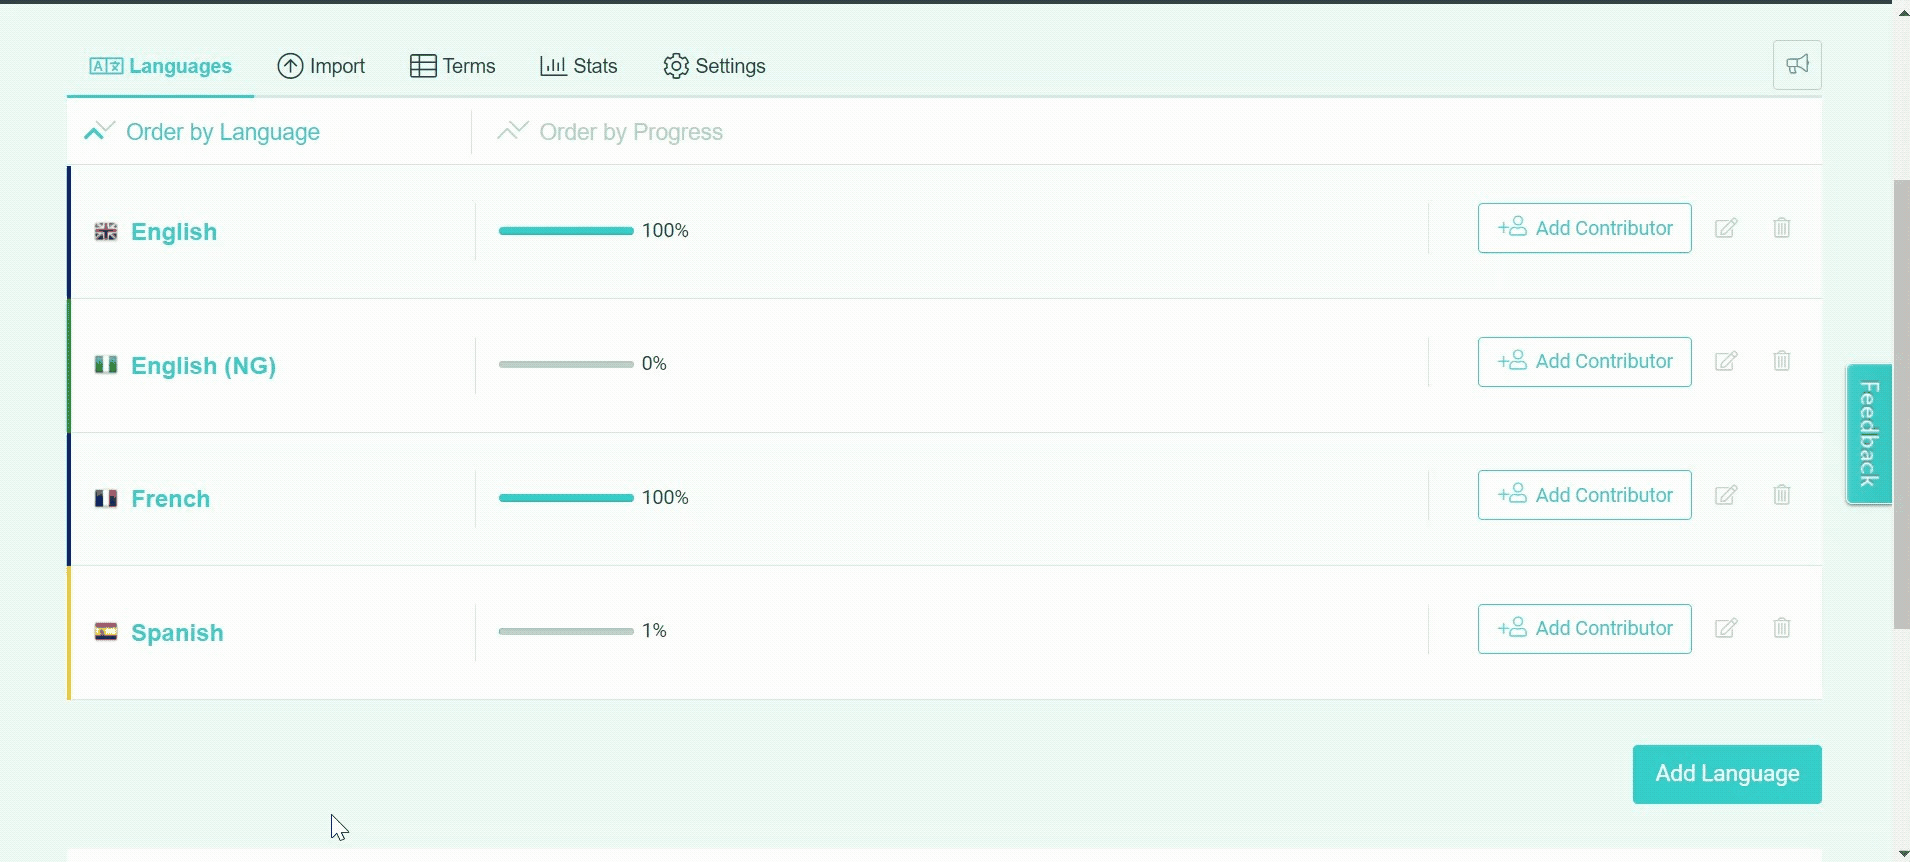 Languages Import Terms Stats Settings
Order by Language Order by Progress
English 100% Add Contributor
English (NG) 0% Add Contributor
French 100% Add Contributor
Spanish 1% Add Contributor
Feedback
Add Language